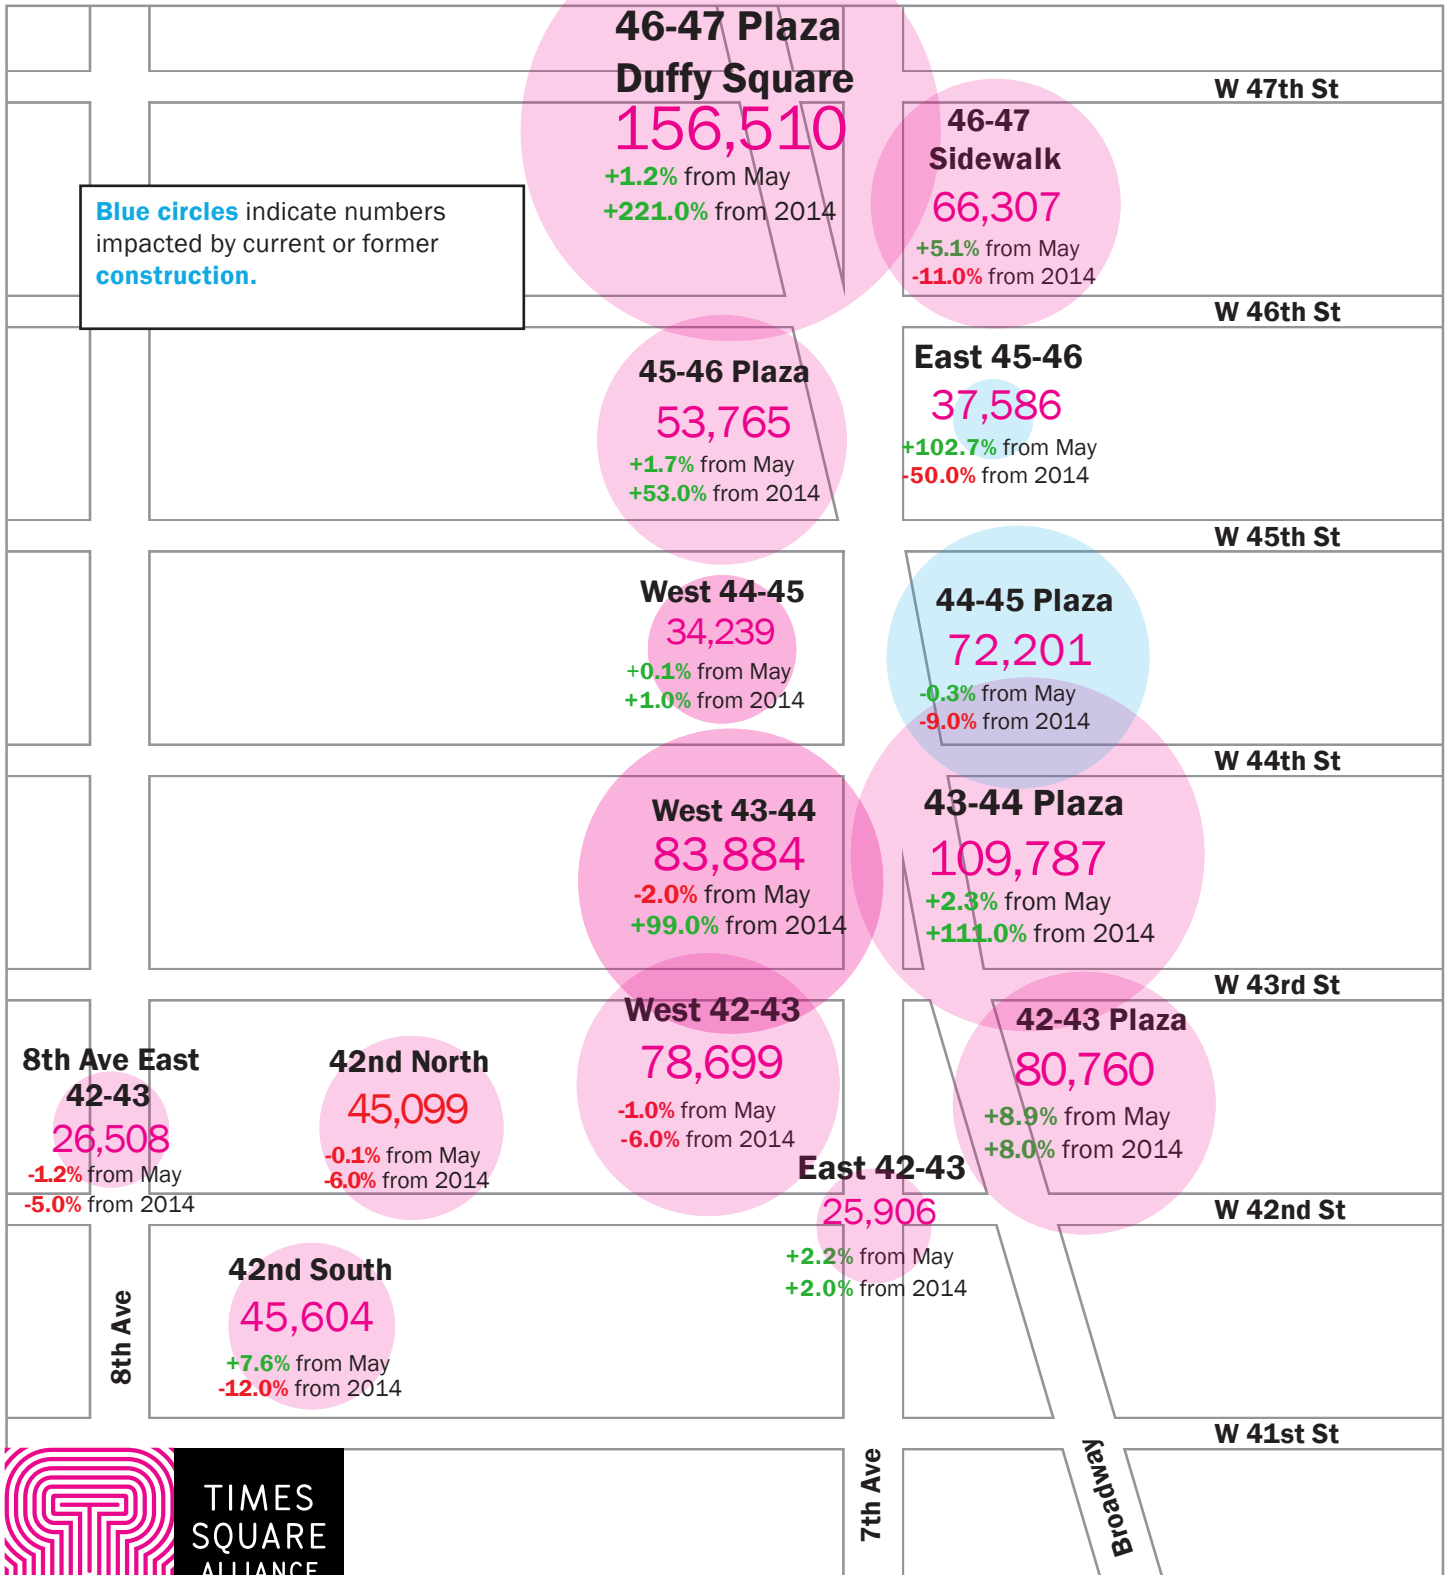 46-47 Plaza
Duffy Square
156,510
+1.2% from May
+221.0% from 2014
W 47th St
46-47
Sidewalk
66,307
+5.1% from May
-11.0% from 2014
Blue circles indicate numbers
impacted by current or former
construction.
W 46th St
45-46 Plaza
53,765
+1.7% from May
+53.0% from 2014
East 45-46
37,586
+102.7% from May
-50.0% from 2014
W 45th St
West 44-45
34,239
+0.1% from May
+1.0% from 2014
44-45 Plaza
72,201
-0.3% from May
-9.0% from 2014
W 44th St
West 43-44
83,884
-2.0% from May
+99.0% from 2014
43-44 Plaza
109,787
+2.3% from May
+111.0% from 2014
W 43rd St
8th Ave East
42-43
26,508
-1.2% from May
-5.0% from 2014
42nd North
45,099
-0.1% from May
-6.0% from 2014
West 42-43
78,699
-1.0% from May
-6.0% from 2014
42-43 Plaza
80,760
+8.9% from May
+8.0% from 2014
East 42-43
25,906
+2.2% from May
+2.0% from 2014
W 42nd St
42nd South
45,604
+7.6% from May
-12.0% from 2014
8th Ave
W 41st St
7th Ave
Broadway
TIMES
SQUARE
ALLIANCE